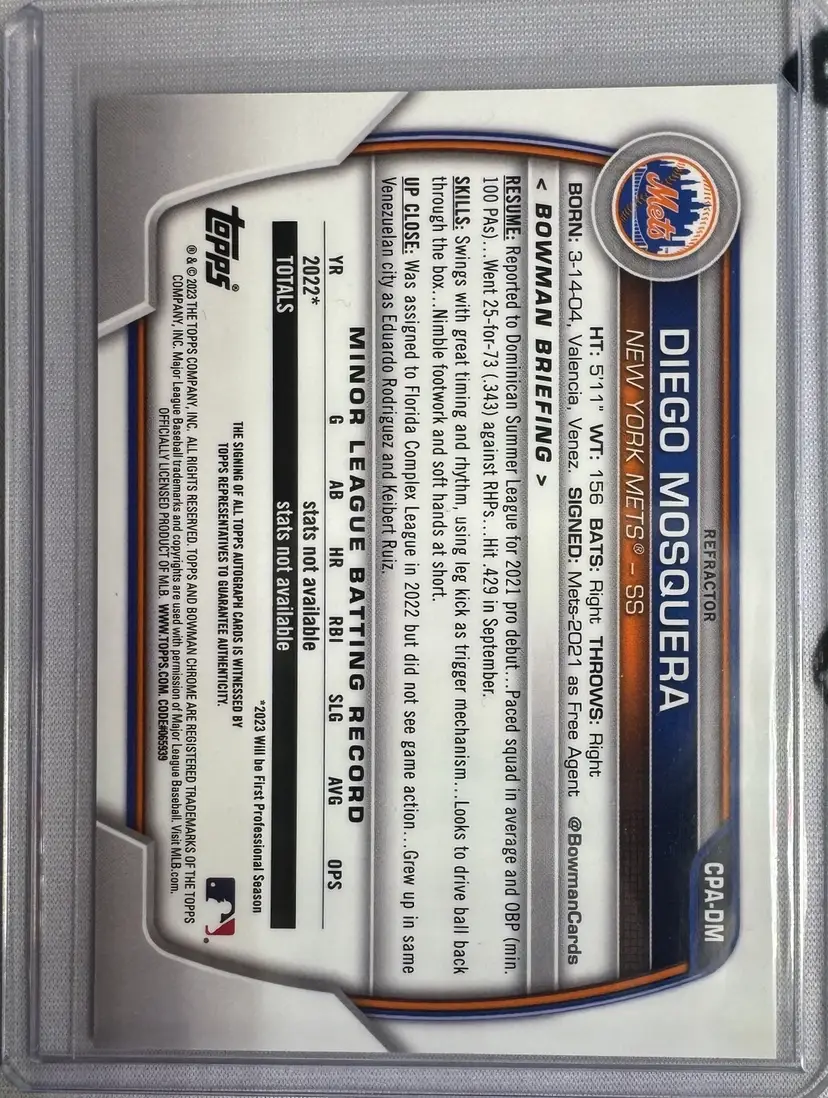 REFRACTOR
CPA-DM
Mets
DIEGO MOSQUERA
NEW YORK METS® – SS
HT: 5'11" WT: 156 BATS: Right THROWS: Right
BORN: 3-14-04, Valencia, Venez. SIGNED: Mets-2021 as Free Agent @BowmanCards
< BOWMAN BRIEFING >
RESUME: Reported to Dominican Summer League for 2021 pro debut...Paced squad in average and OBP (min.
100 PAs)...Went 25-for-73 (.343) against RHPs...Hit .429 in September.
SKILLS: Swings with great timing and rhythm, using leg kick as trigger mechanism...Looks to drive ball back
through the box...Nimble footwork and soft hands at short.
UP CLOSE: Was assigned to Florida Complex League in 2022 but did not see game action...Grew up in same
Venezuelan city as Eduardo Rodriguez and Keibert Ruiz.
MINOR LEAGUE BATTING RECORD
YR G AB HR RBI SLG AVG OPS
2022* stats not available
TOTALS stats not available
*2023 Will be First Professional Season
THE SIGNING OF ALL TOPPS AUTOGRAPH CARDS IS WITNESSED BY
TOPPS REPRESENTATIVES TO GUARANTEE AUTHENTICITY.
topps®
® & © 2023 THE TOPPS COMPANY, INC. ALL RIGHTS RESERVED. TOPPS AND BOWMAN CHROME ARE REGISTERED TRADEMARKS OF THE TOPPS
COMPANY, INC. Major League Baseball trademarks and copyrights are used with permission of Major League Baseball. Visit MLB.com.
OFFICIALLY LICENSED PRODUCT OF MLB. WWW.TOPPS.COM. CODE#065939